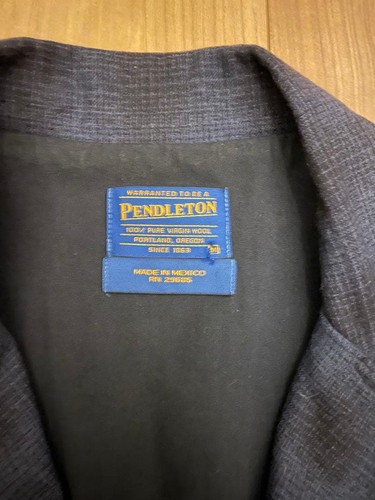 WARRANTED TO BE A
PENDLETON
100% PURE VIRGIN WOOL
PORTLAND, OREGON
SINCE 1863
MADE IN MEXICO
RN 29685